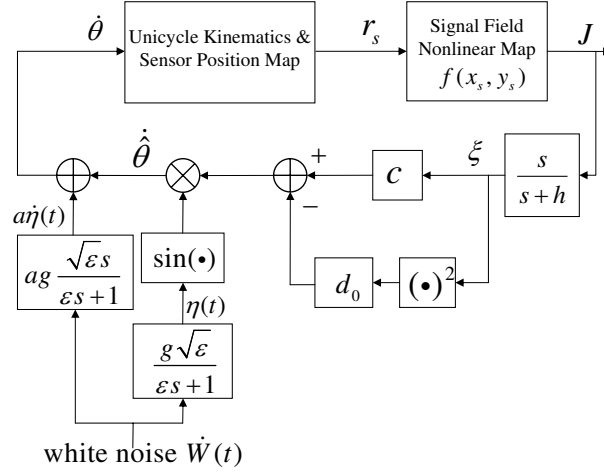 θ̇
Unicycle Kinematics &
Sensor Position Map
r_s
Signal Field
Nonlinear Map
f(x_s, y_s)
J
θ̂̇
+
c
ξ
s
s+h
−
aη̇(t)
sin(•)
d_0
(•)^2
ag √εs
εs+1
η(t)
g√ε
εs+1
white noise Ẇ(t)